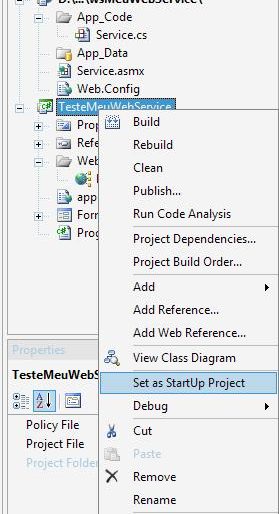 D:\...\wsMeuWebService\
App_Code
Service.cs
App_Data
Service.asmx
Web.Config
TesteMeuWebService
Build
Rebuild
Clean
Publish...
Run Code Analysis
Project Dependencies...
Project Build Order...
Add
Add Reference...
Add Web Reference...
View Class Diagram
Set as StartUp Project
Debug
Cut
Paste
Remove
Rename
Prop
Refe
Web
app
Form
Prog
Properties
TesteMeuWebS
Policy File
Project File
Project Folder